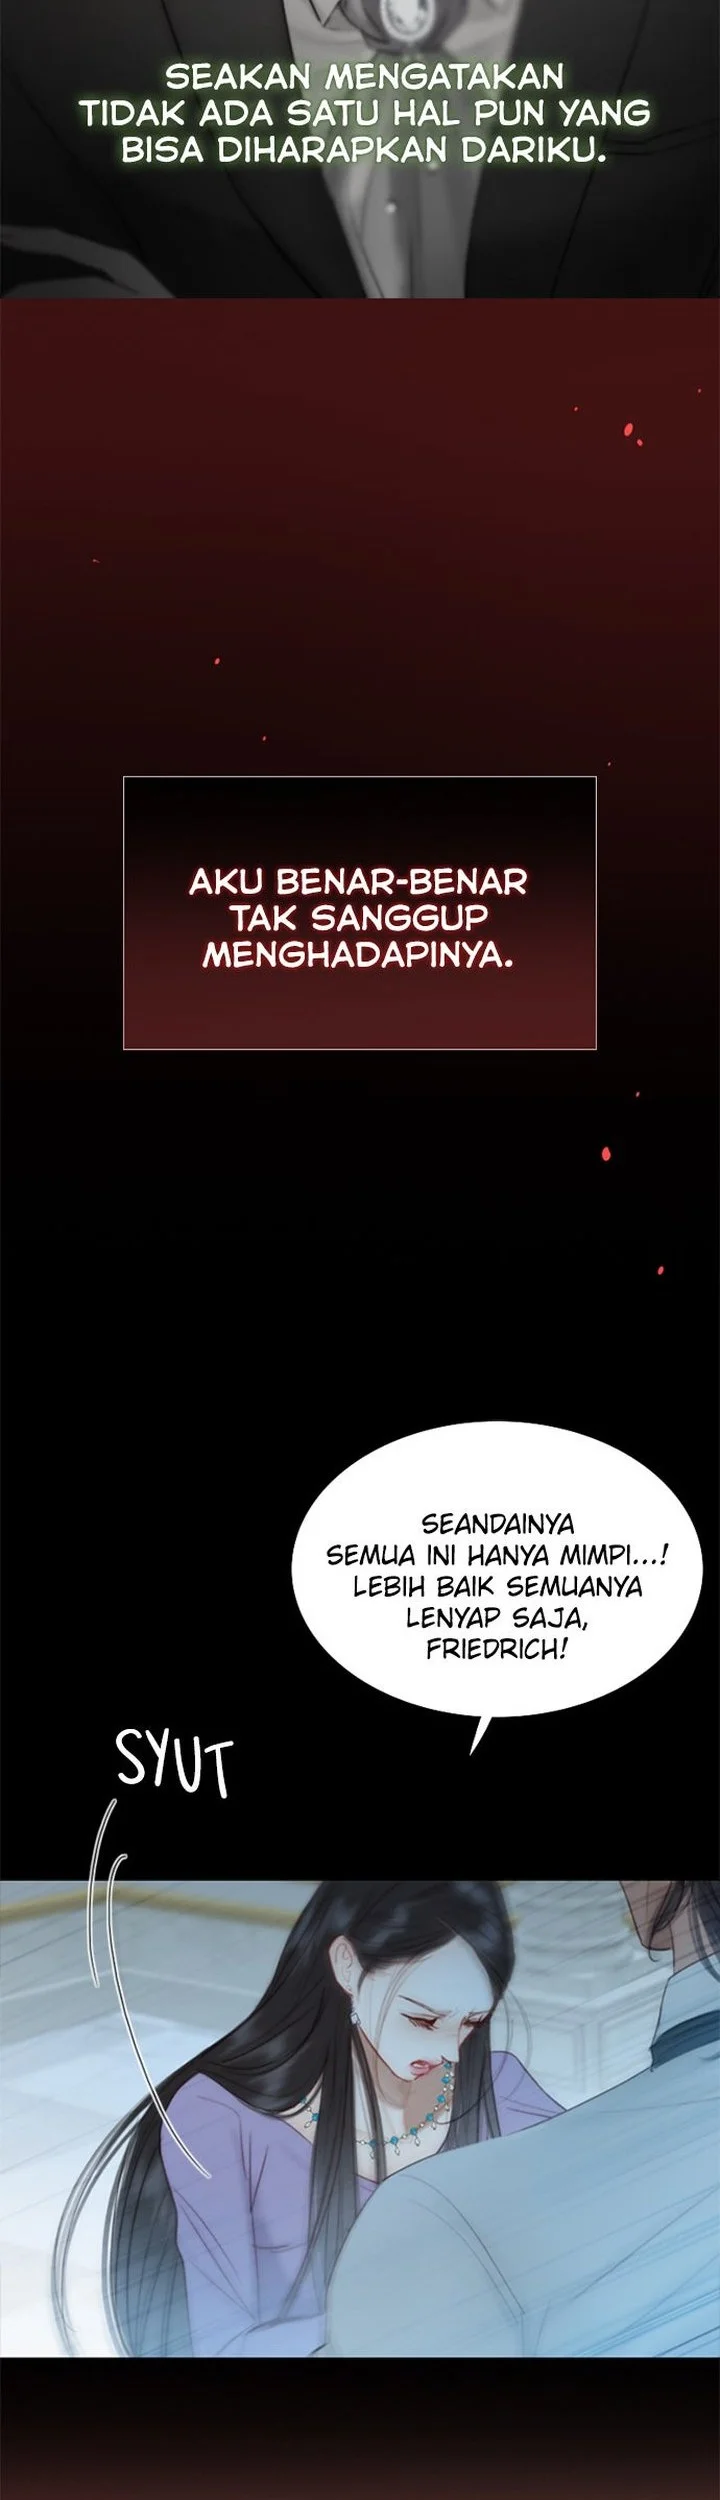 SEAKAN MENGATAKAN
TIDAK ADA SATU HAL PUN YANG
BISA DIHARAPKAN DARIKU.
AKU BENAR-BENAR
TAK SANGGUP
MENGHADAPINYA.
SEANDAINYA
SEMUA INI HANYA MIMPI...!
LEBIH BAIK SEMUANYA
LENYAP SAJA,
FRIEDRICH!
SYUT